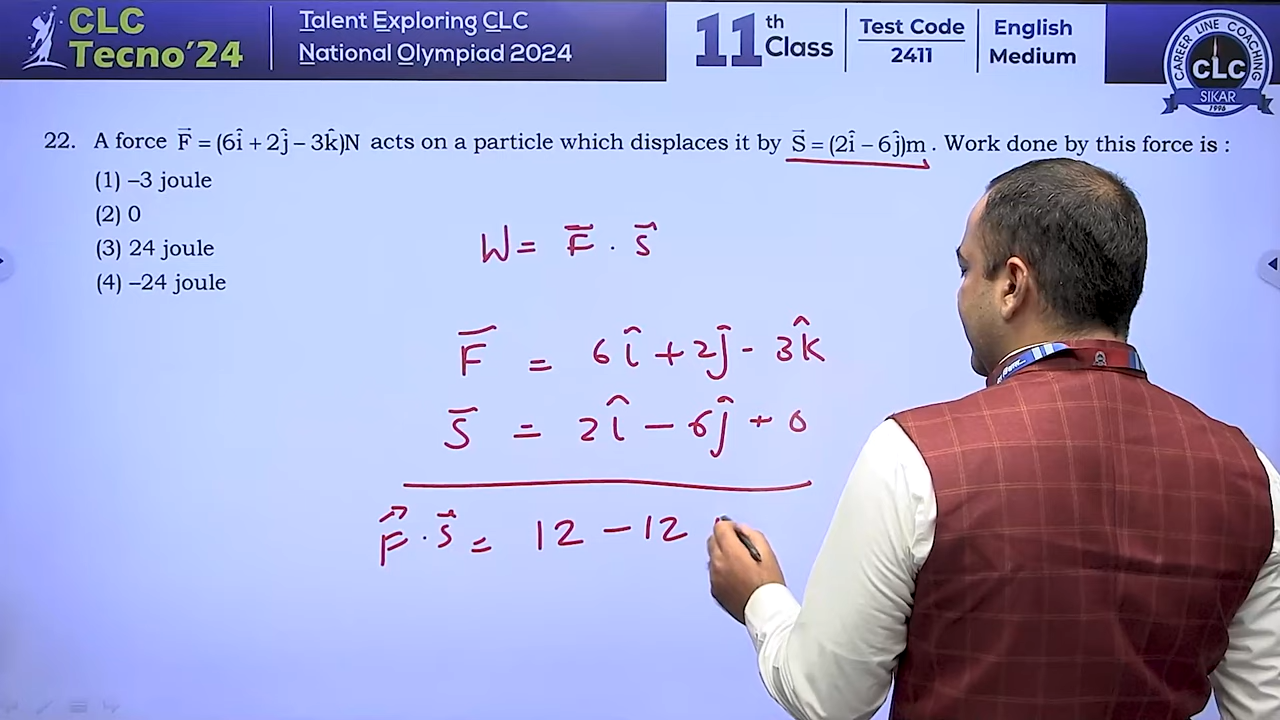 CLC
Tecno'24
Talent Exploring CLC
National Olympiad 2024
11th Class
Test Code
2411
English
Medium
CAREER LINE COACHING
CLC
SIKAR
1996
22. A force F⃗ = (6î + 2ĵ – 3k̂)N acts on a particle which displaces it by S⃗ = (2î – 6ĵ)m . Work done by this force is :
(1) –3 joule
(2) 0
(3) 24 joule
(4) –24 joule
W = F̅ . S⃗
F̅ = 6î + 2ĵ - 3k̂
S̅ = 2î – 6ĵ + 0
F⃗ . S⃗ = 12 – 12